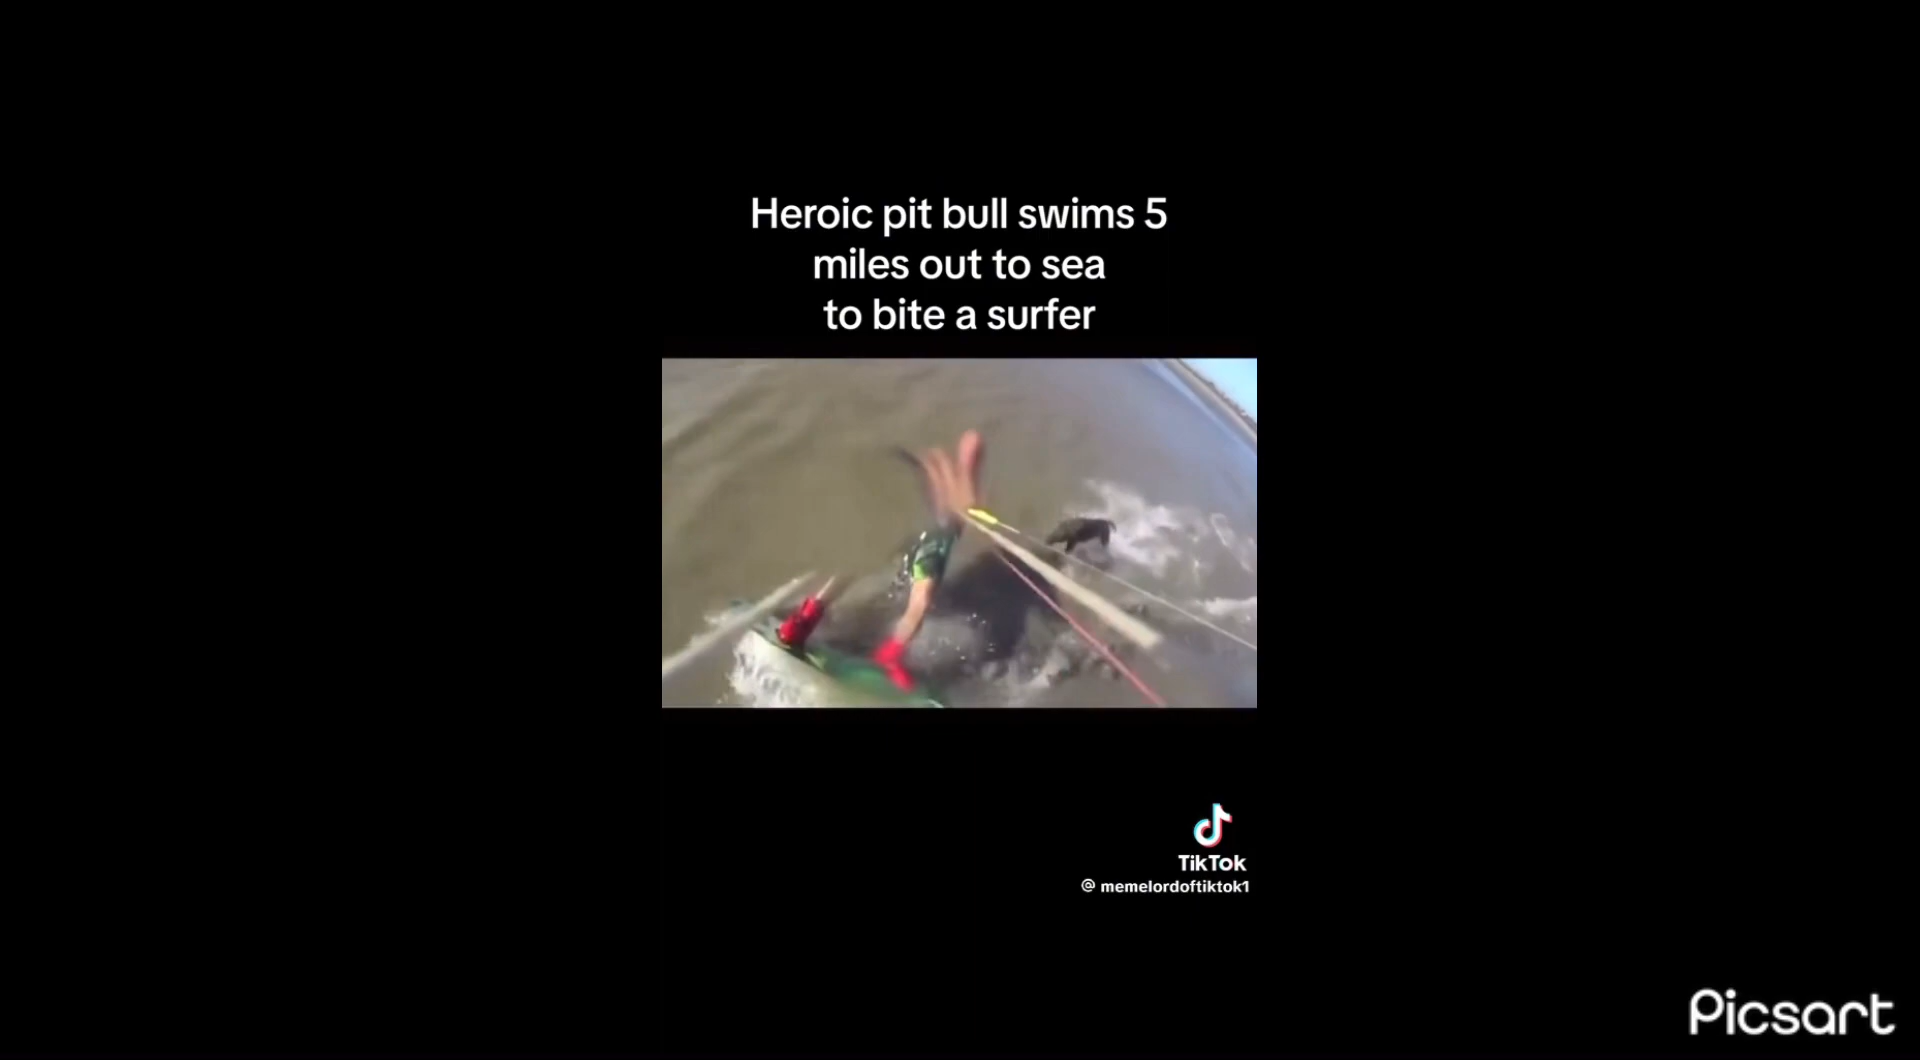 Heroic pit bull swims 5
miles out to sea
to bite a surfer
TikTok
@ memelordoftiktok1
Picsart